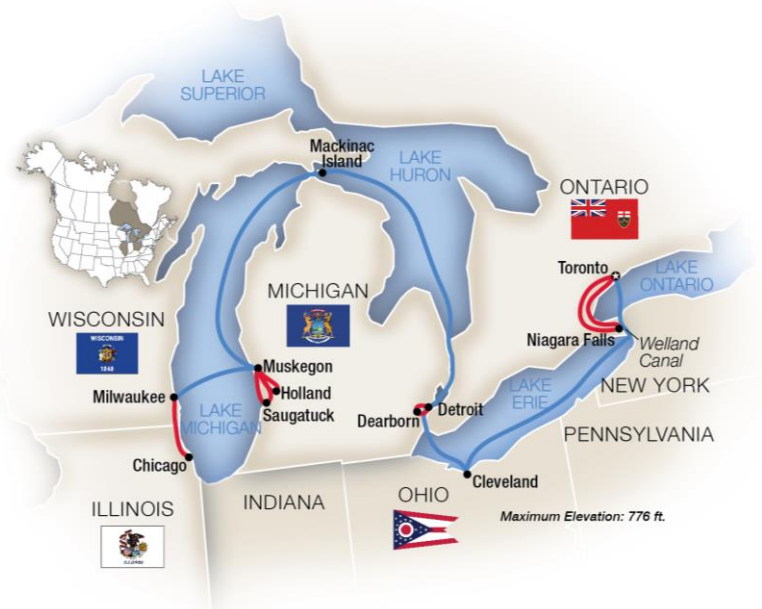 LAKE
SUPERIOR
Mackinac
Island
LAKE
HURON
ONTARIO
Toronto
LAKE
ONTARIO
MICHIGAN
WISCONSIN
WISCONSIN
1848
Niagara Falls
Welland
Canal
Muskegon
Holland
Saugatuck
Milwaukee
LAKE
MICHIGAN
LAKE
ERIE
NEW YORK
Detroit
Dearborn
PENNSYLVANIA
Chicago
Cleveland
ILLINOIS
INDIANA
OHIO
Maximum Elevation: 776 ft.
ILLINOIS